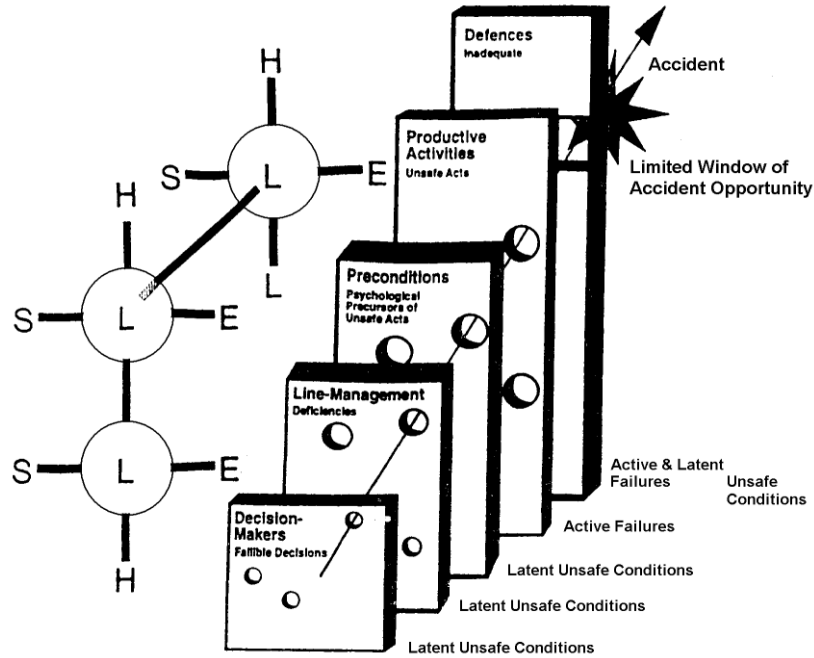 H
S
L
E
L
H
S
L
E
S
L
E
H
Defences
Inadequate
Accident
Limited Window of
Accident Opportunity
Productive
Activities
Unsafe Acts
Preconditions
Psychological
Precursors of
Unsafe Acts
Line-Management
Deficiencies
Decision-
Makers
Fallible Decisions
Active & Latent
Failures
Unsafe
Conditions
Active Failures
Latent Unsafe Conditions
Latent Unsafe Conditions
Latent Unsafe Conditions